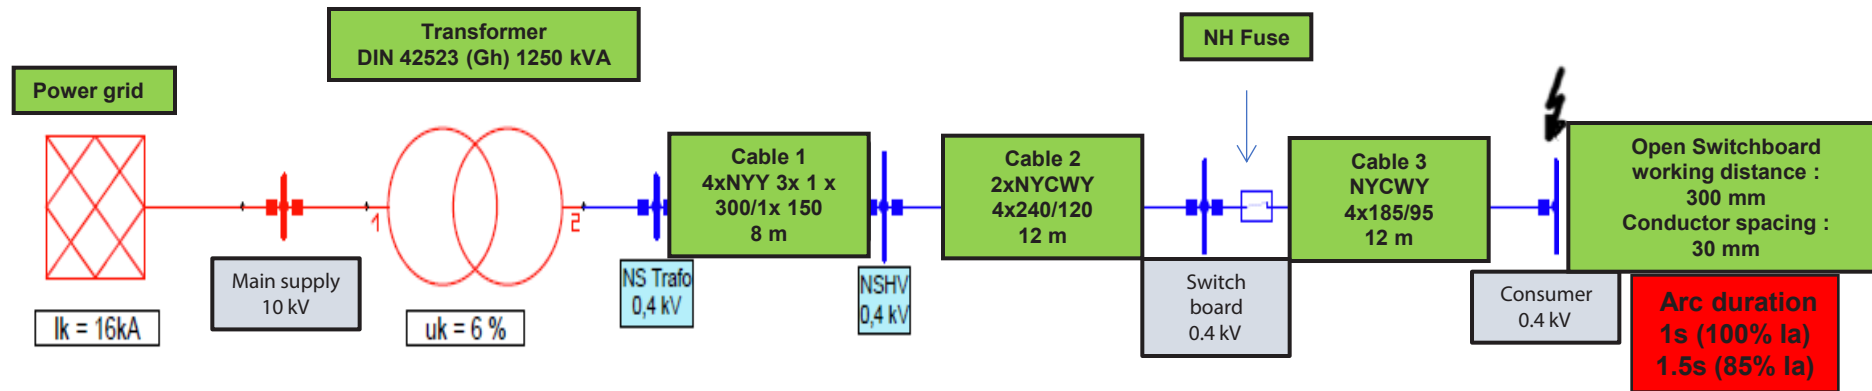 Power grid
Ik = 16kA
Main supply
10 kV
Transformer
DIN 42523 (Gh) 1250 kVA
1
2
uk = 6 %
NS Trafo
0,4 kV
Cable 1
4xNYY 3x 1 x
300/1x 150
8 m
NSHV
0,4 kV
Cable 2
2xNYCWY
4x240/120
12 m
Switch
board
0.4 kV
NH Fuse
Cable 3
NYCWY
4x185/95
12 m
Consumer
0.4 kV
Open Switchboard
working distance :
300 mm
Conductor spacing :
30 mm
Arc duration
1s (100% Ia)
1.5s (85% Ia)